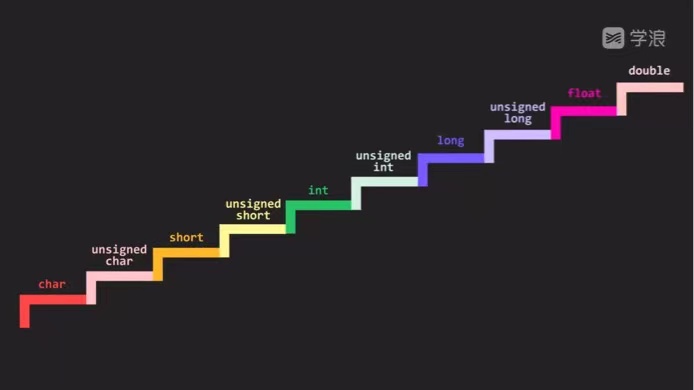 学浪
double
float
unsigned
long
long
unsigned
int
int
unsigned
short
short
unsigned
char
char